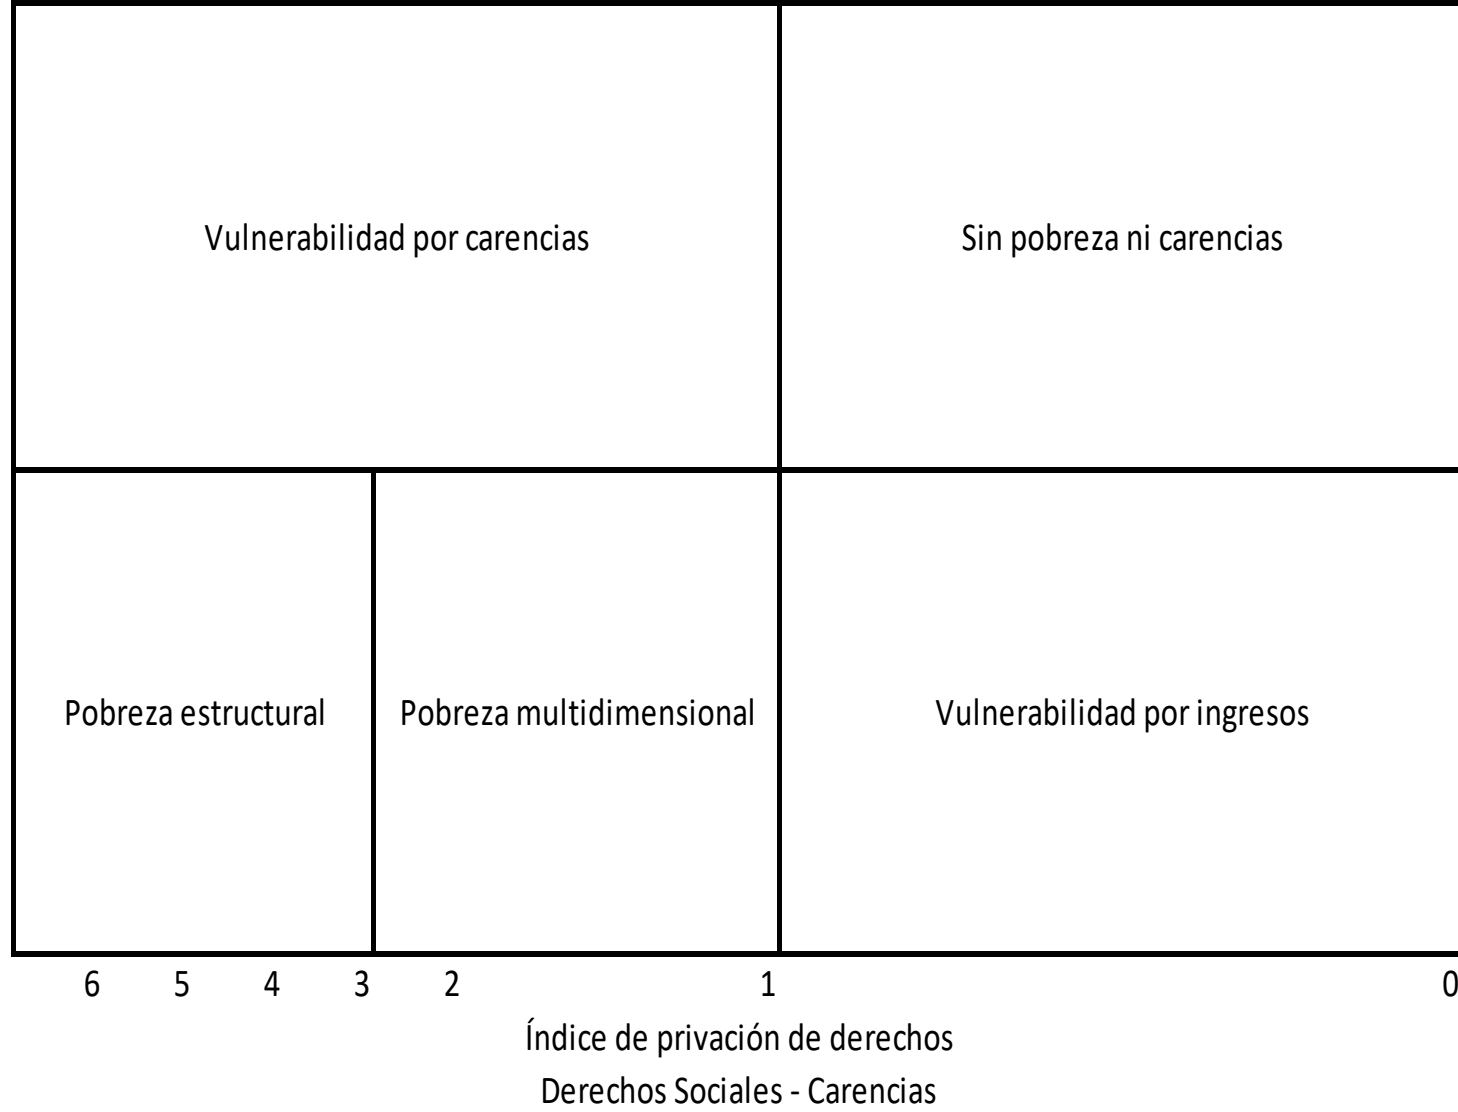 Vulnerabilidad por carencias
Sin pobreza ni carencias
Pobreza estructural
Pobreza multidimensional
Vulnerabilidad por ingresos
6 5 4 3 2 1 0
Índice de privación de derechos
Derechos Sociales - Carencias